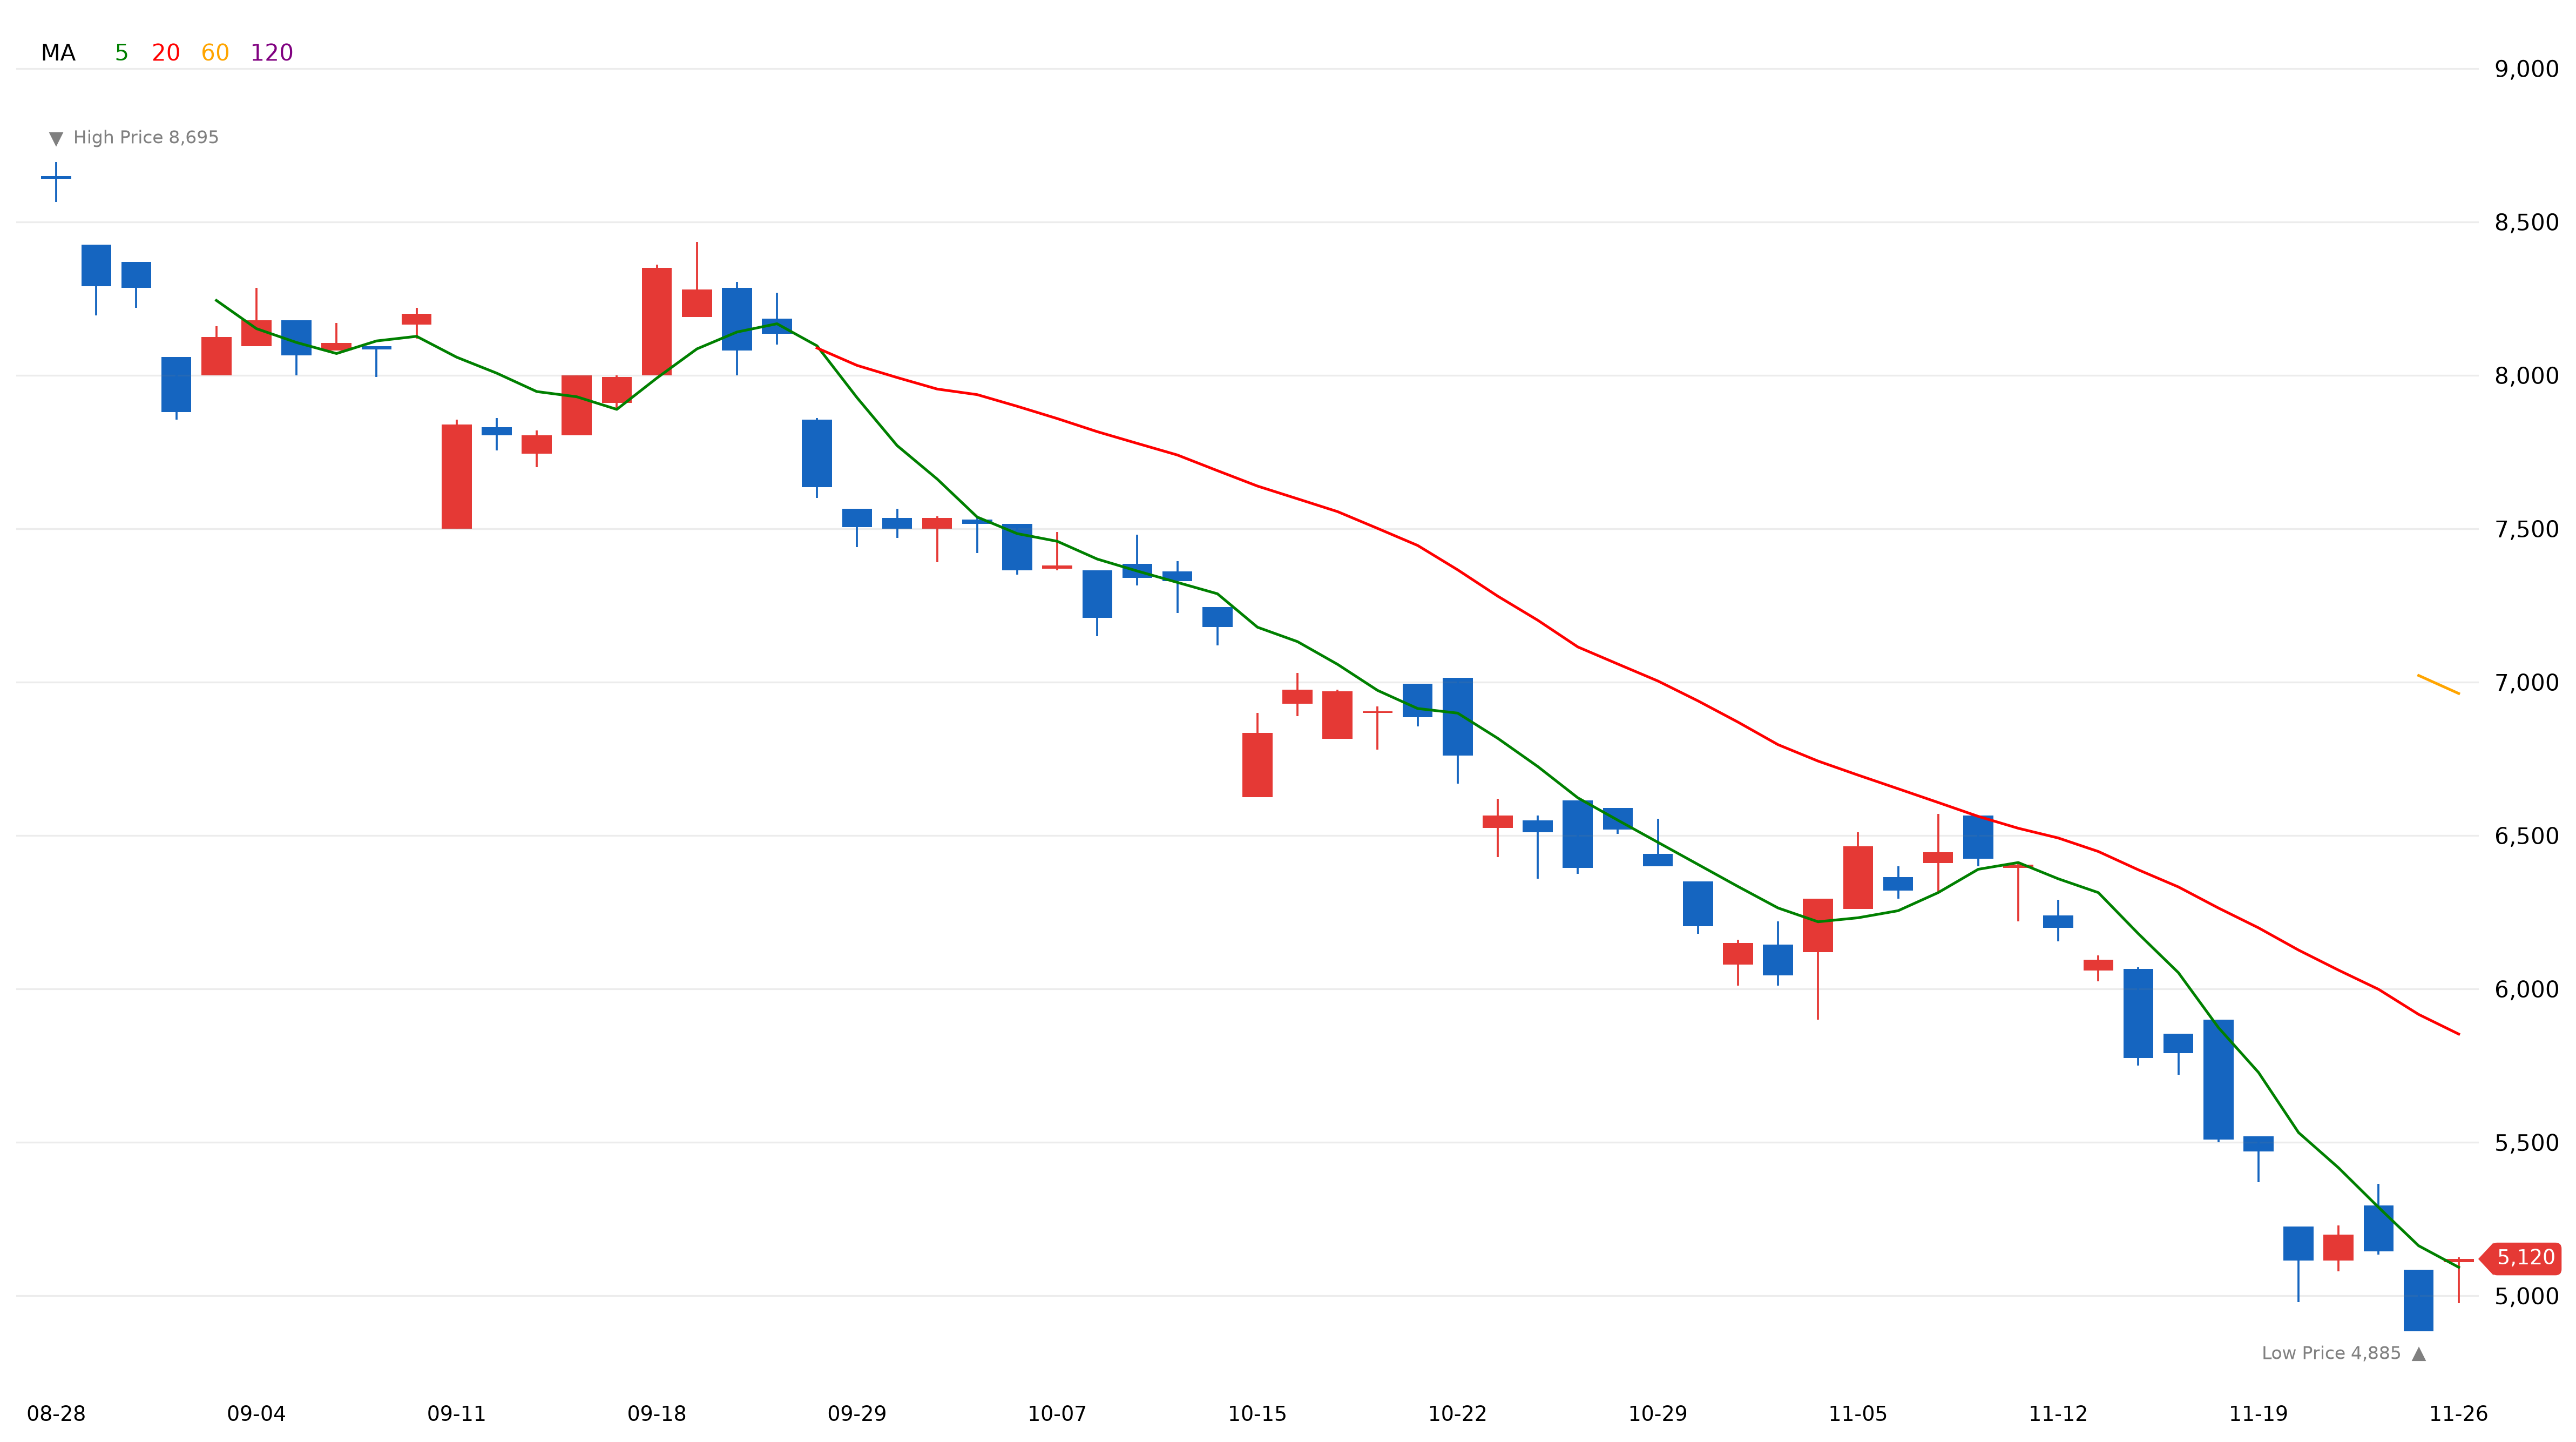 MA 5 20 60 120
9,000
▼ High Price 8,695
8,500
8,000
7,500
7,000
6,500
6,000
5,500
5,120
5,000
Low Price 4,885 ▲
08-28 09-04 09-11 09-18 09-29 10-07 10-15 10-22 10-29 11-05 11-12 11-19 11-26